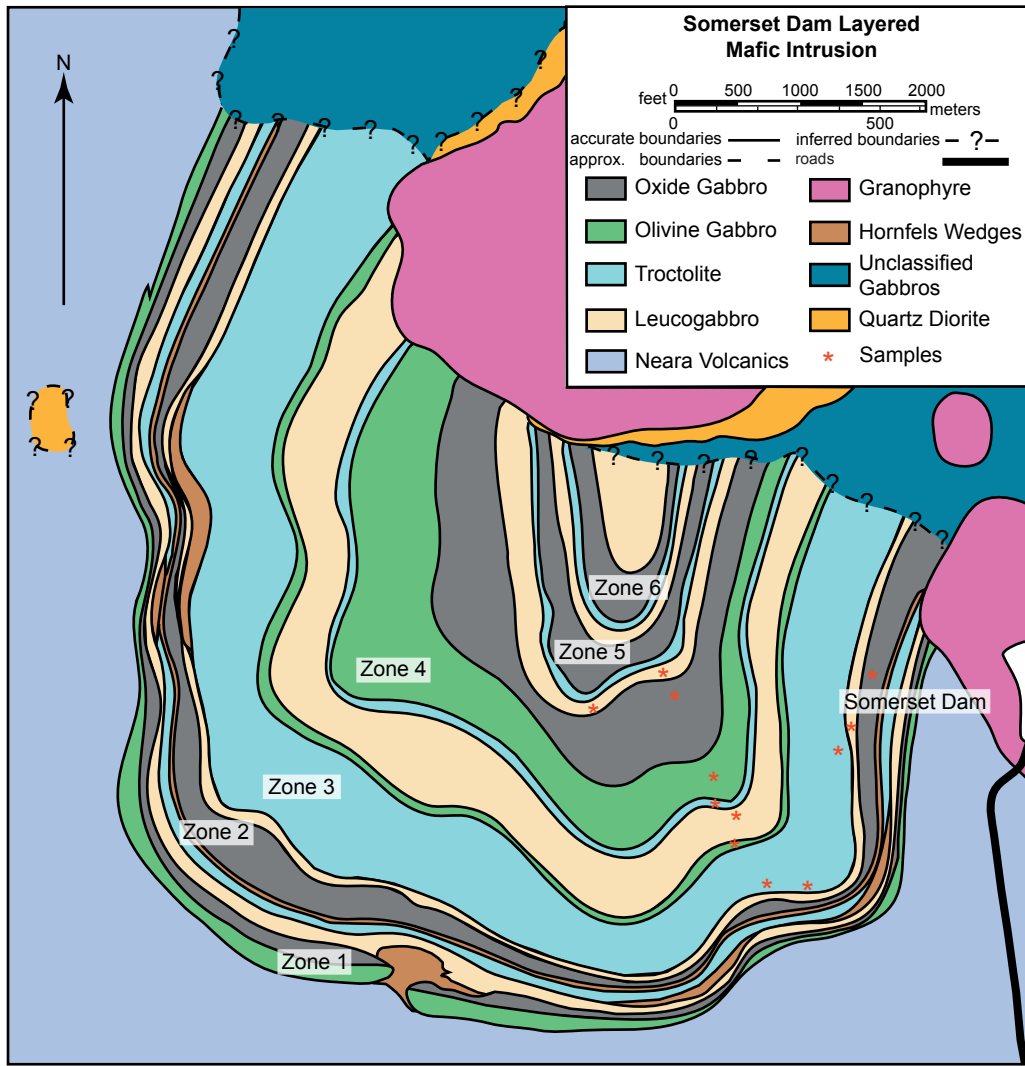 Somerset Dam Layered
Mafic Intrusion
N
0 500 1000 1500 2000
feet
meters
0 500
accurate boundaries
inferred boundaries ?
approx. boundaries
roads
Oxide Gabbro
Granophyre
Olivine Gabbro
Hornfels Wedges
Troctolite
Unclassified
Gabbros
Leucogabbro
Quartz Diorite
Neara Volcanics
* Samples
? ? ? ? ? ? ? ? ? ?
? ? ? ?
? ? ? ? ? ? ? ?
Zone 6
Zone 5
Zone 4
Somerset Dam
Zone 3
Zone 2
Zone 1